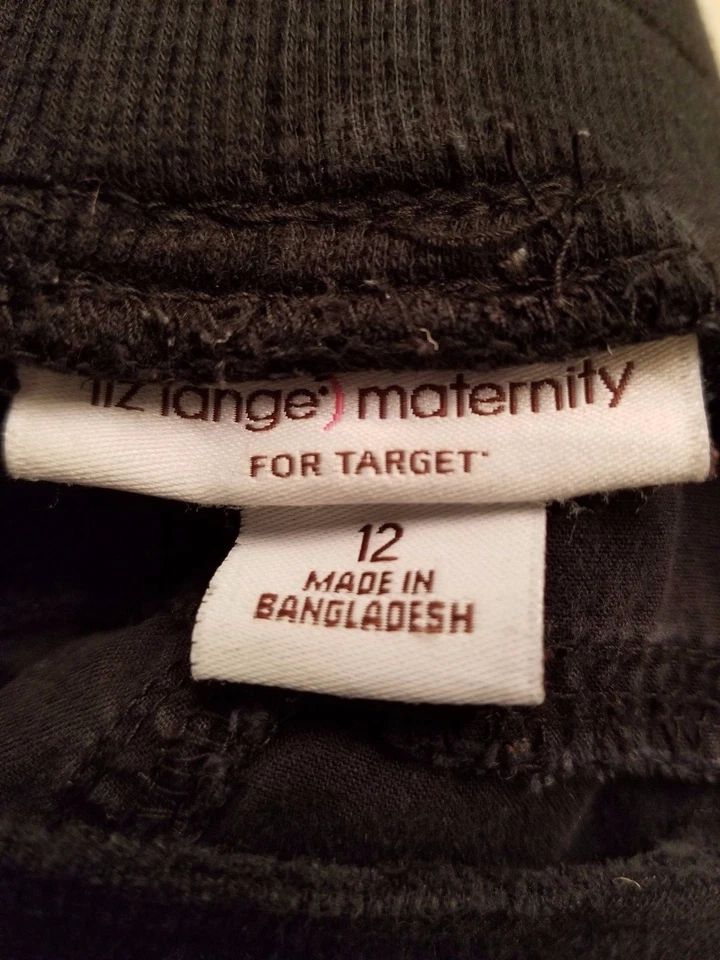 liz lange) maternity
FOR TARGET
12
MADE IN
BANGLADESH